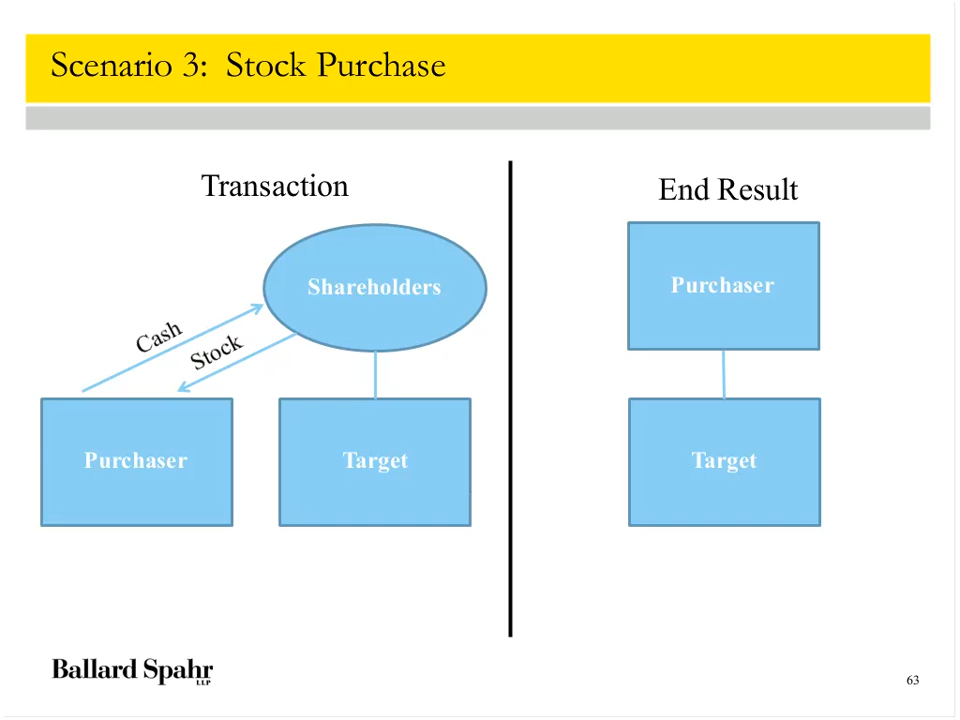 Scenario 3: Stock Purchase
Transaction
Shareholders
Cash
Stock
Purchaser
Target
End Result
Purchaser
Target
Ballard Spahr
LLP
63